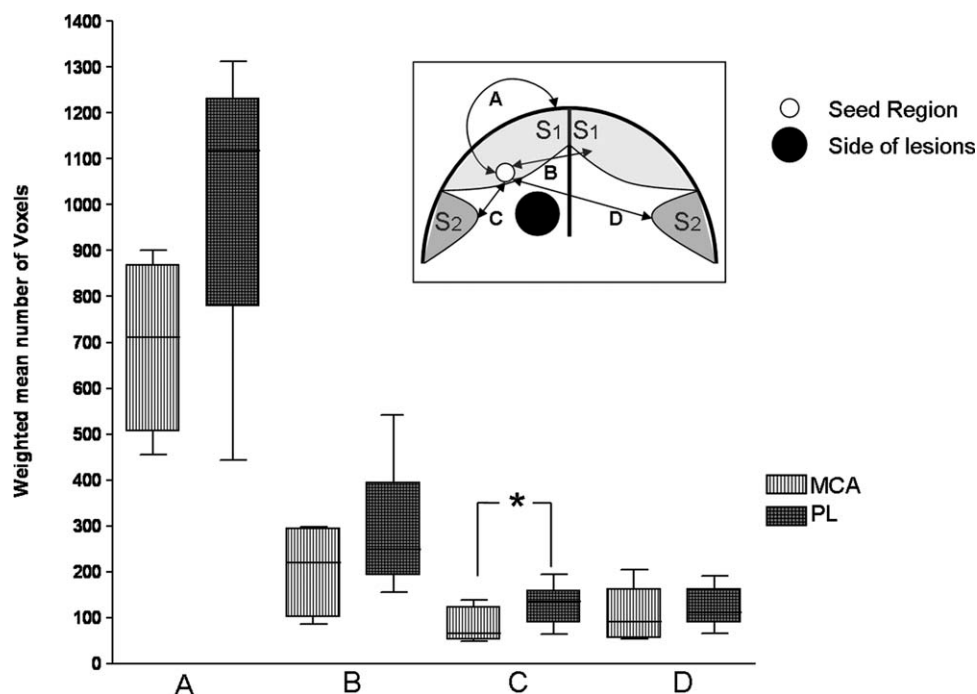 Weighted mean number of Voxels
1400
1300
1200
1100
1000
900
800
700
600
500
400
300
200
100
0
A
S1 S1
B
C
D
S2
S2
Seed Region
Side of lesions
*
MCA
PL
A B C D